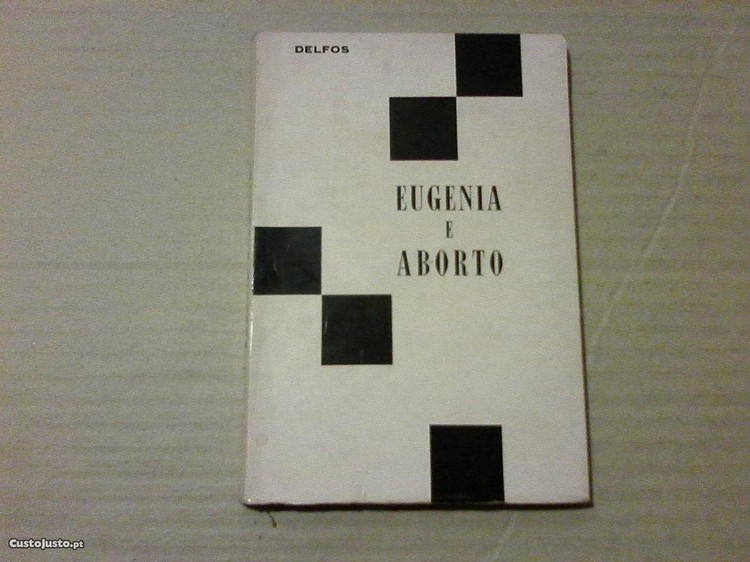 DELFOS
EUGENIA
E
ABORTO
CustoJusto.pt